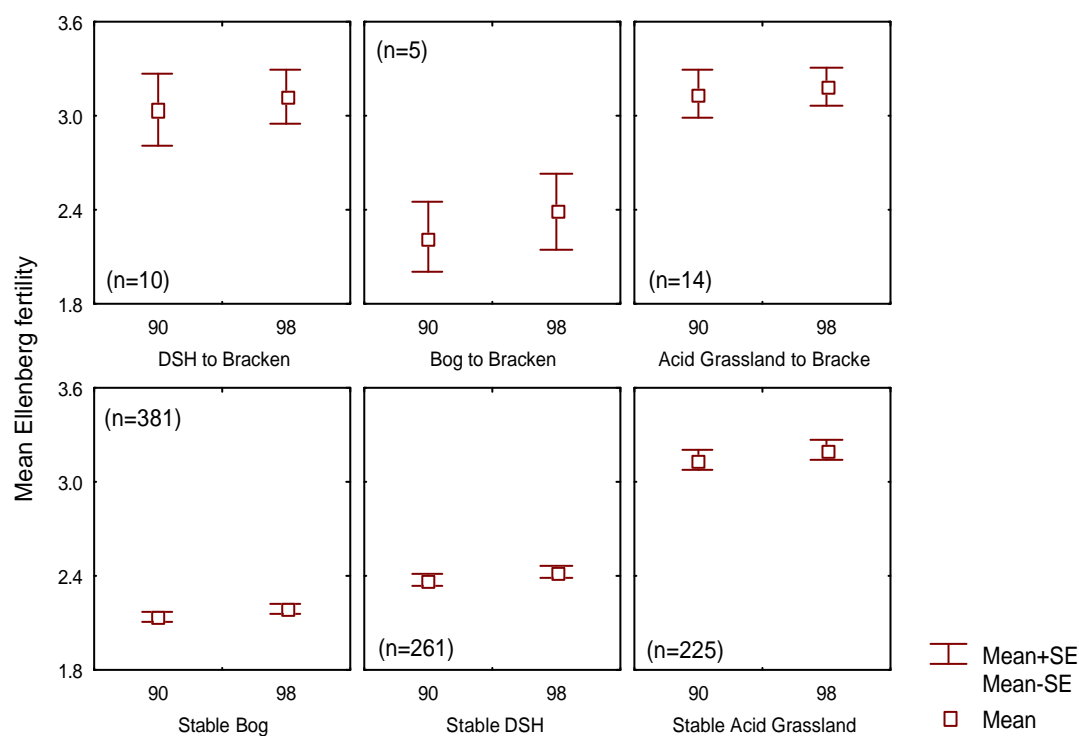 Mean Ellenberg fertility
3.6
3.0
2.4
1.8
(n=10)
90 98
DSH to Bracken
(n=5)
90 98
Bog to Bracken
(n=14)
90 98
Acid Grassland to Bracke
3.6
3.0
2.4
1.8
(n=381)
90 98
Stable Bog
(n=261)
90 98
Stable DSH
(n=225)
90 98
Stable Acid Grassland
Mean+SE
Mean-SE
Mean